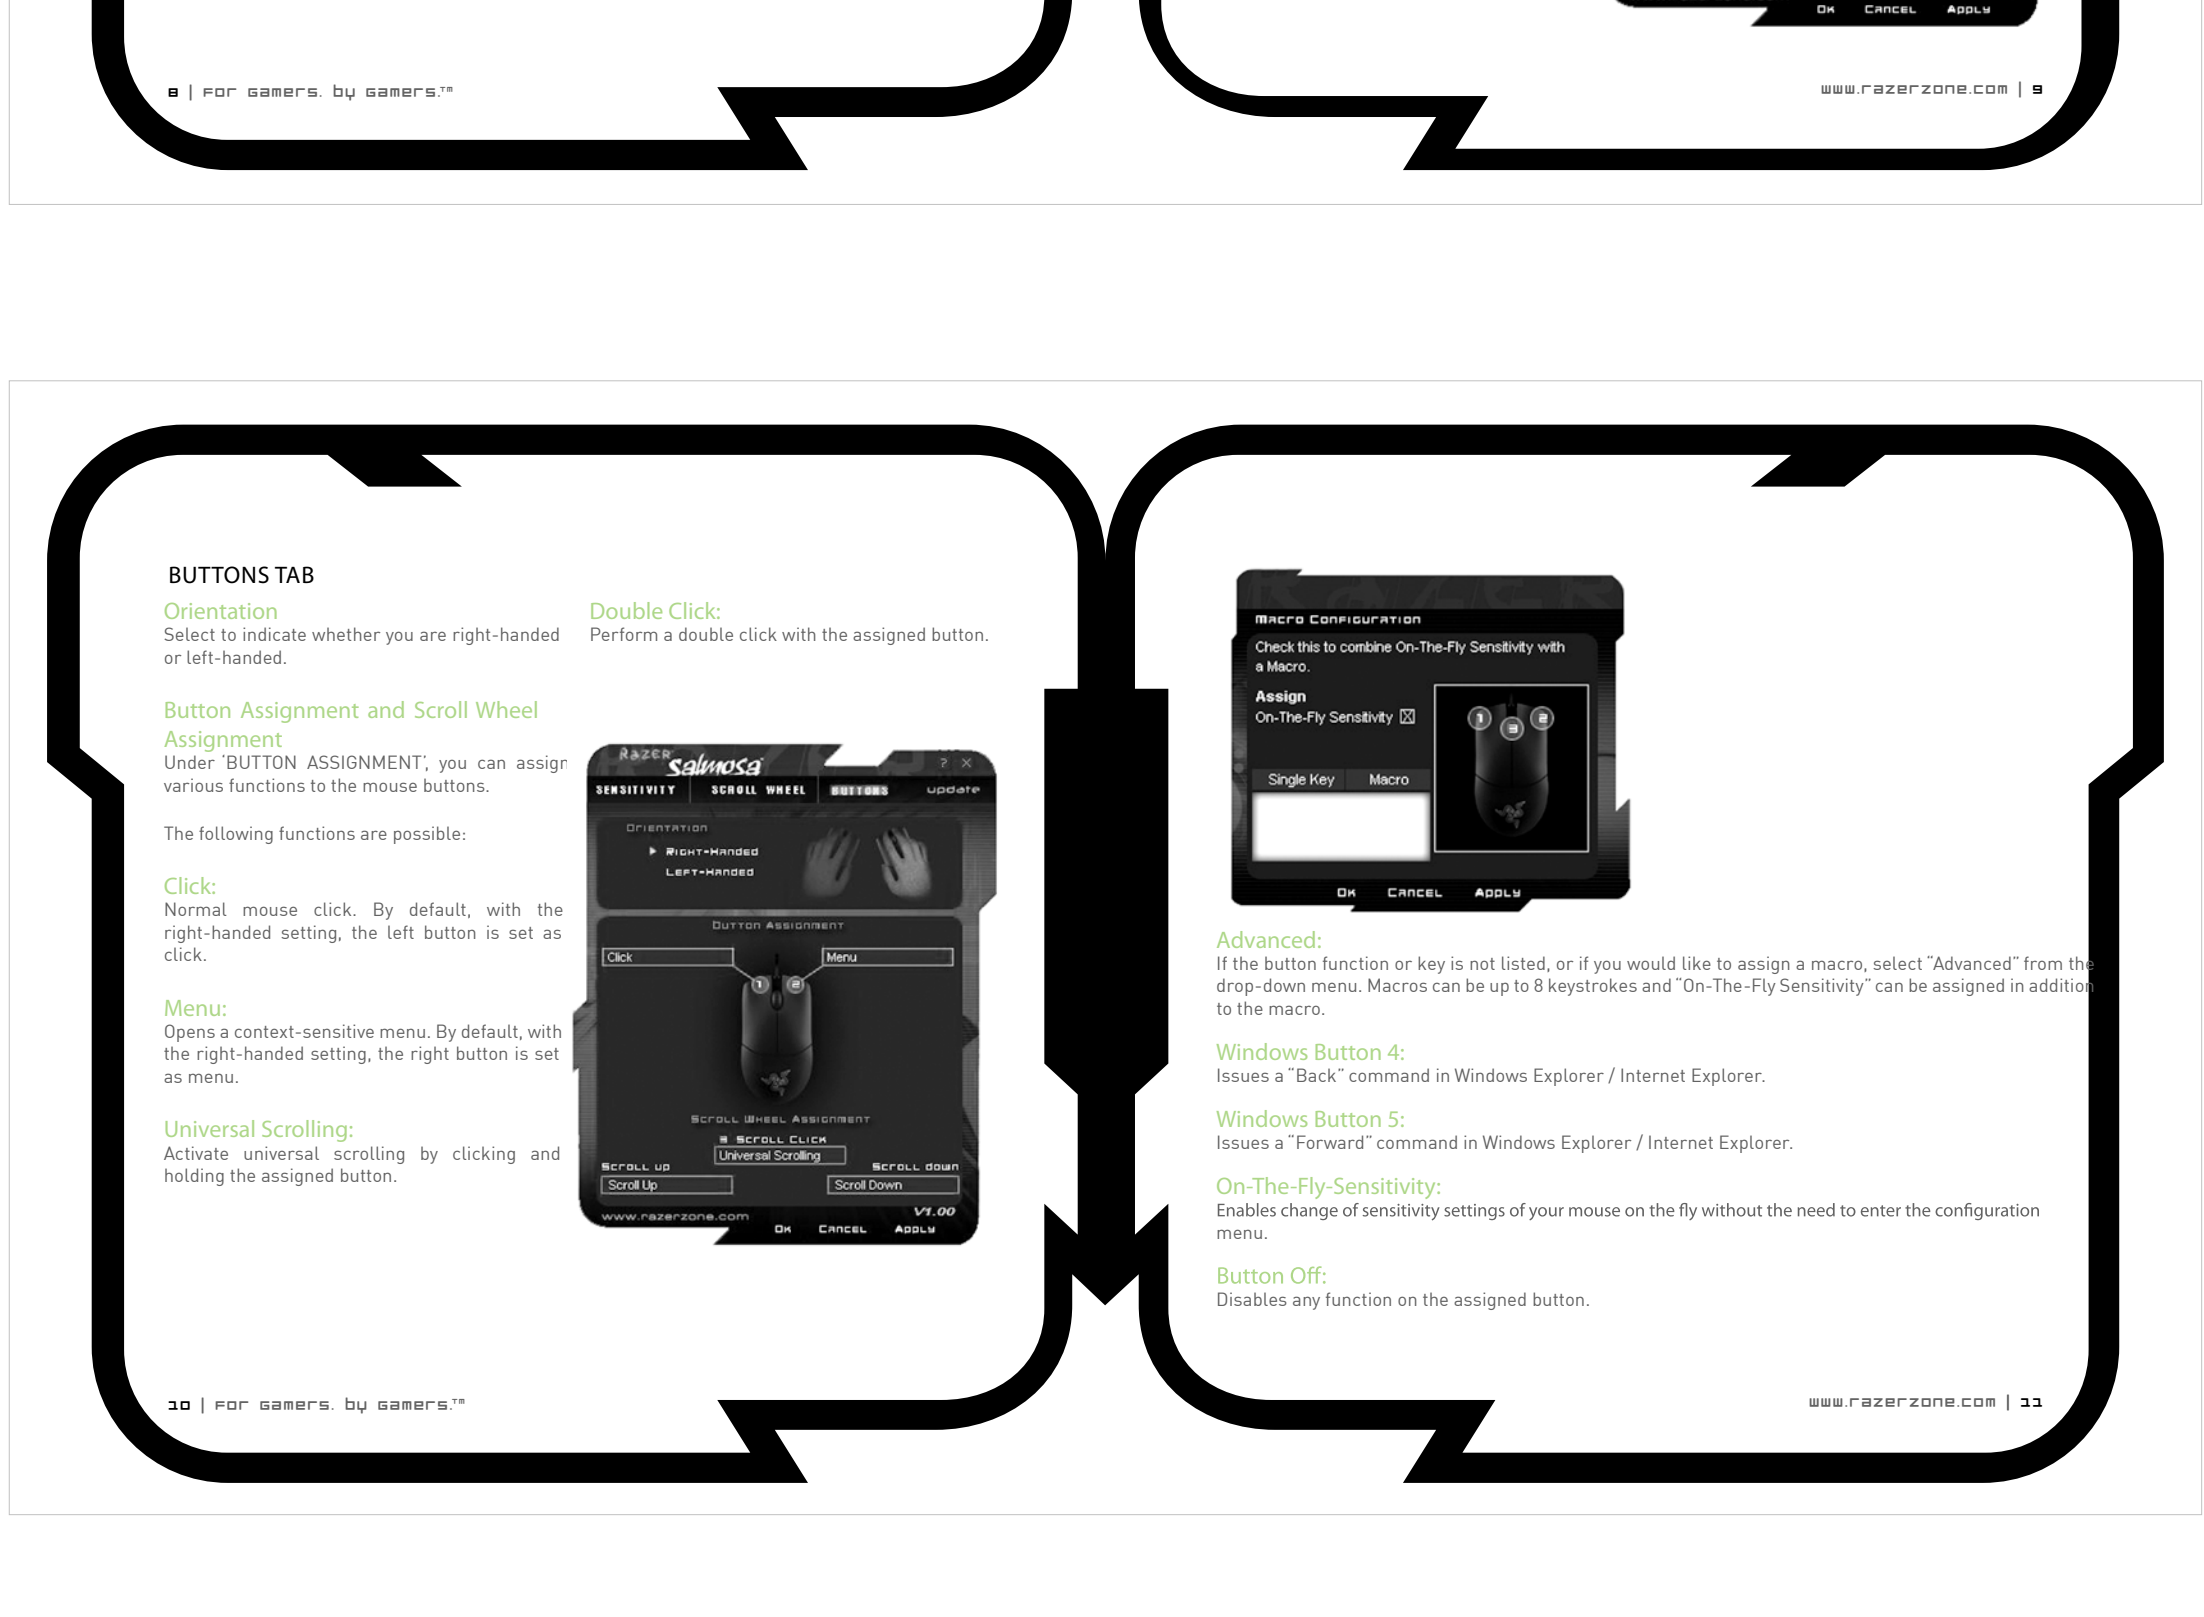 OK CANCEL APPLY
8 | For Gamers. By Gamers.™
www.razerzone.com | 9
BUTTONS TAB
Orientation
Select to indicate whether you are right-handed
or left-handed.
Button Assignment and Scroll Wheel
Assignment
Under 'BUTTON ASSIGNMENT', you can assign
various functions to the mouse buttons.
The following functions are possible:
Click:
Normal mouse click. By default, with the
right-handed setting, the left button is set as
click.
Menu:
Opens a context-sensitive menu. By default, with
the right-handed setting, the right button is set
as menu.
Universal Scrolling:
Activate universal scrolling by clicking and
holding the assigned button.
Double Click:
Perform a double click with the assigned button.
Razer Salmosa ? X
SENSITIVITY SCROLL WHEEL BUTTONS update
Orientation
Right-Handed
Left-Handed
Button Assignment
Click Menu
1 2
Scroll Wheel Assignment
3 Scroll Click
Universal Scrolling
Scroll up Scroll down
Scroll Up Scroll Down
www.razerzone.com V1.00
OK CANCEL APPLY
10 | For Gamers. By Gamers.™
Macro Configuration
Check this to combine On-The-Fly Sensitivity with
a Macro.
Assign
On-The-Fly Sensitivity
1 3 2
Single Key Macro
OK CANCEL APPLY
Advanced:
If the button function or key is not listed, or if you would like to assign a macro, select “Advanced” from the
drop-down menu. Macros can be up to 8 keystrokes and “On-The-Fly Sensitivity” can be assigned in addition
to the macro.
Windows Button 4:
Issues a “Back” command in Windows Explorer / Internet Explorer.
Windows Button 5:
Issues a “Forward” command in Windows Explorer / Internet Explorer.
On-The-Fly-Sensitivity:
Enables change of sensitivity settings of your mouse on the fly without the need to enter the configuration
menu.
Button Off:
Disables any function on the assigned button.
www.razerzone.com | 11